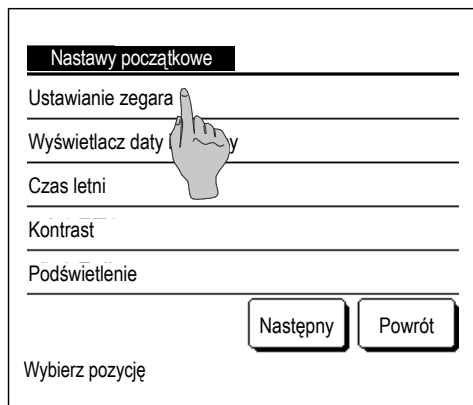 Nastawy początkowe
Ustawianie zegara
Wyświetlacz daty
Czas letni
Kontrast
Podświetlenie
Następny Powrót
Wybierz pozycję